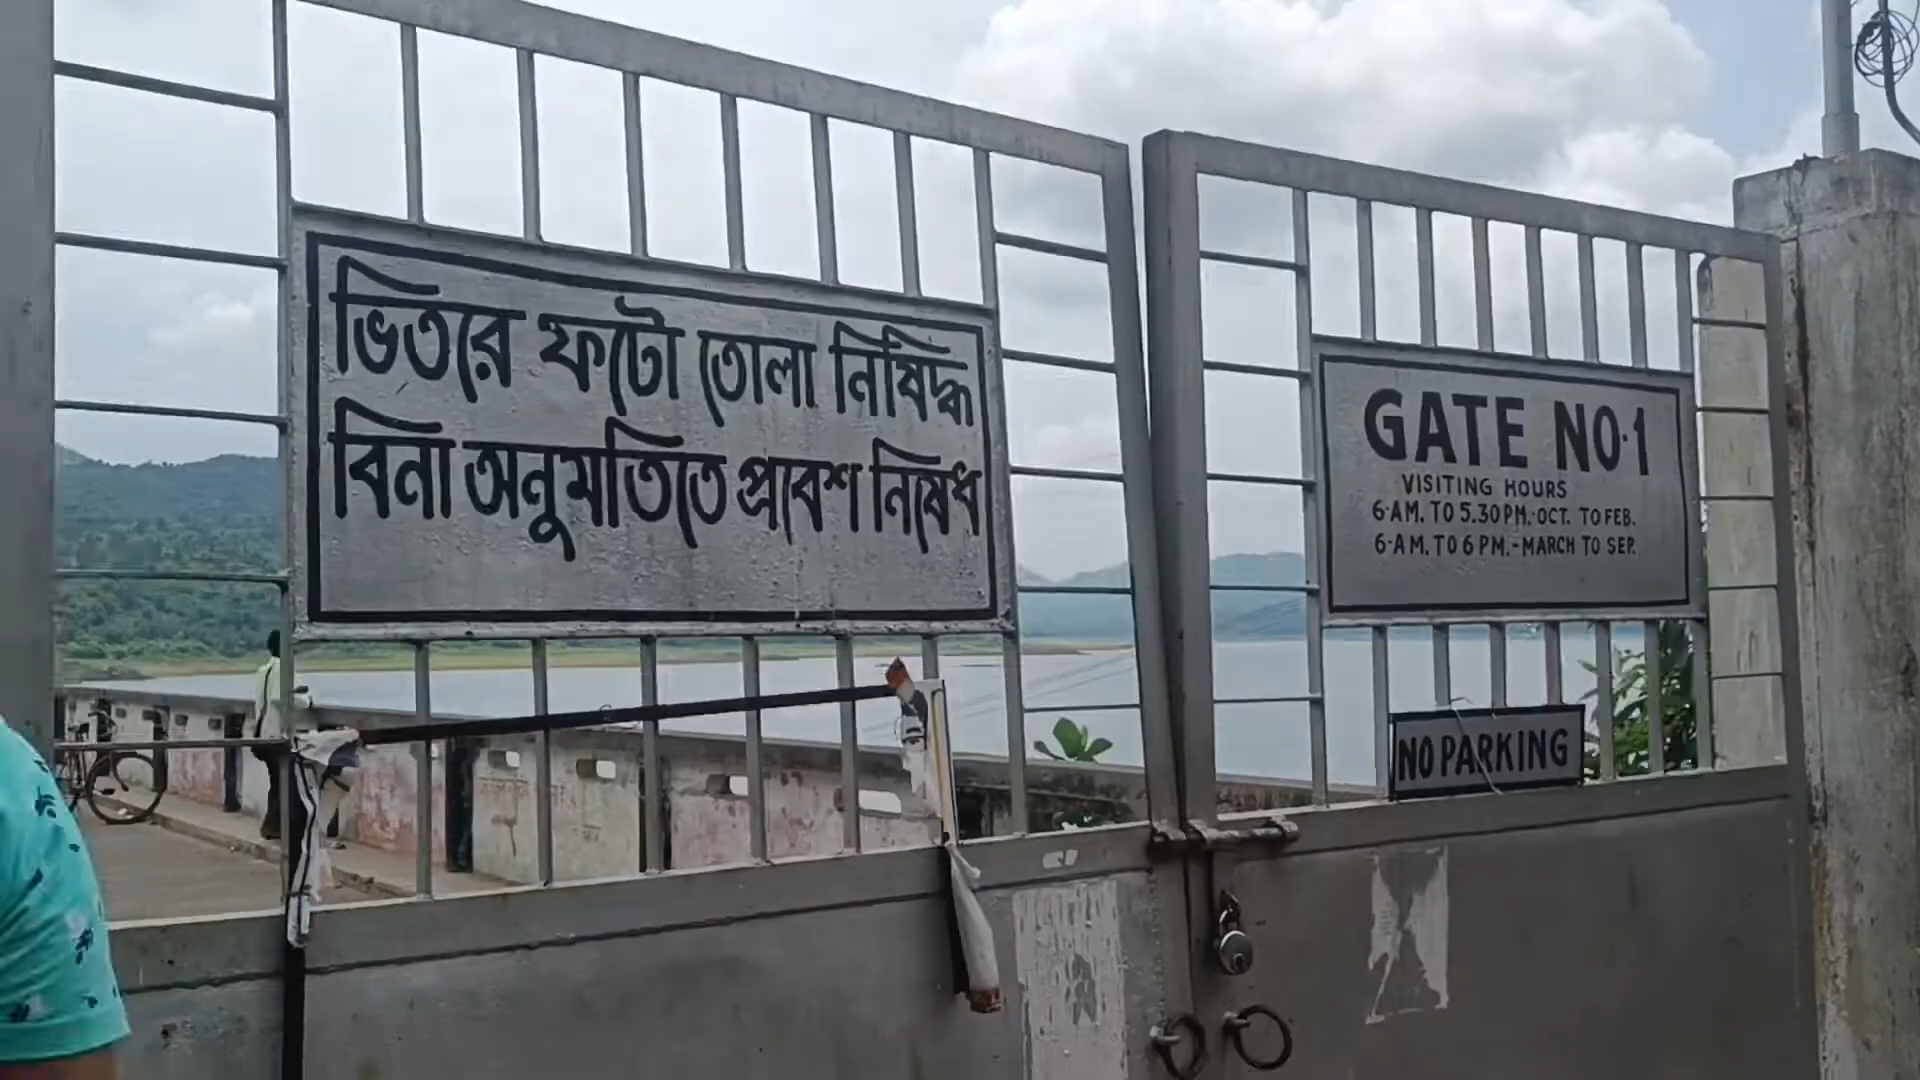 ভিতরে ফটো তোলা নিষিদ্ধ
বিনা অনুমতিতে প্রবেশ নিষেধ
GATE NO·1
VISITING HOURS
6·AM. TO 5.30 PM.·OCT. TO FEB.
6·AM. TO 6 PM.-MARCH TO SEP.
NO PARKING